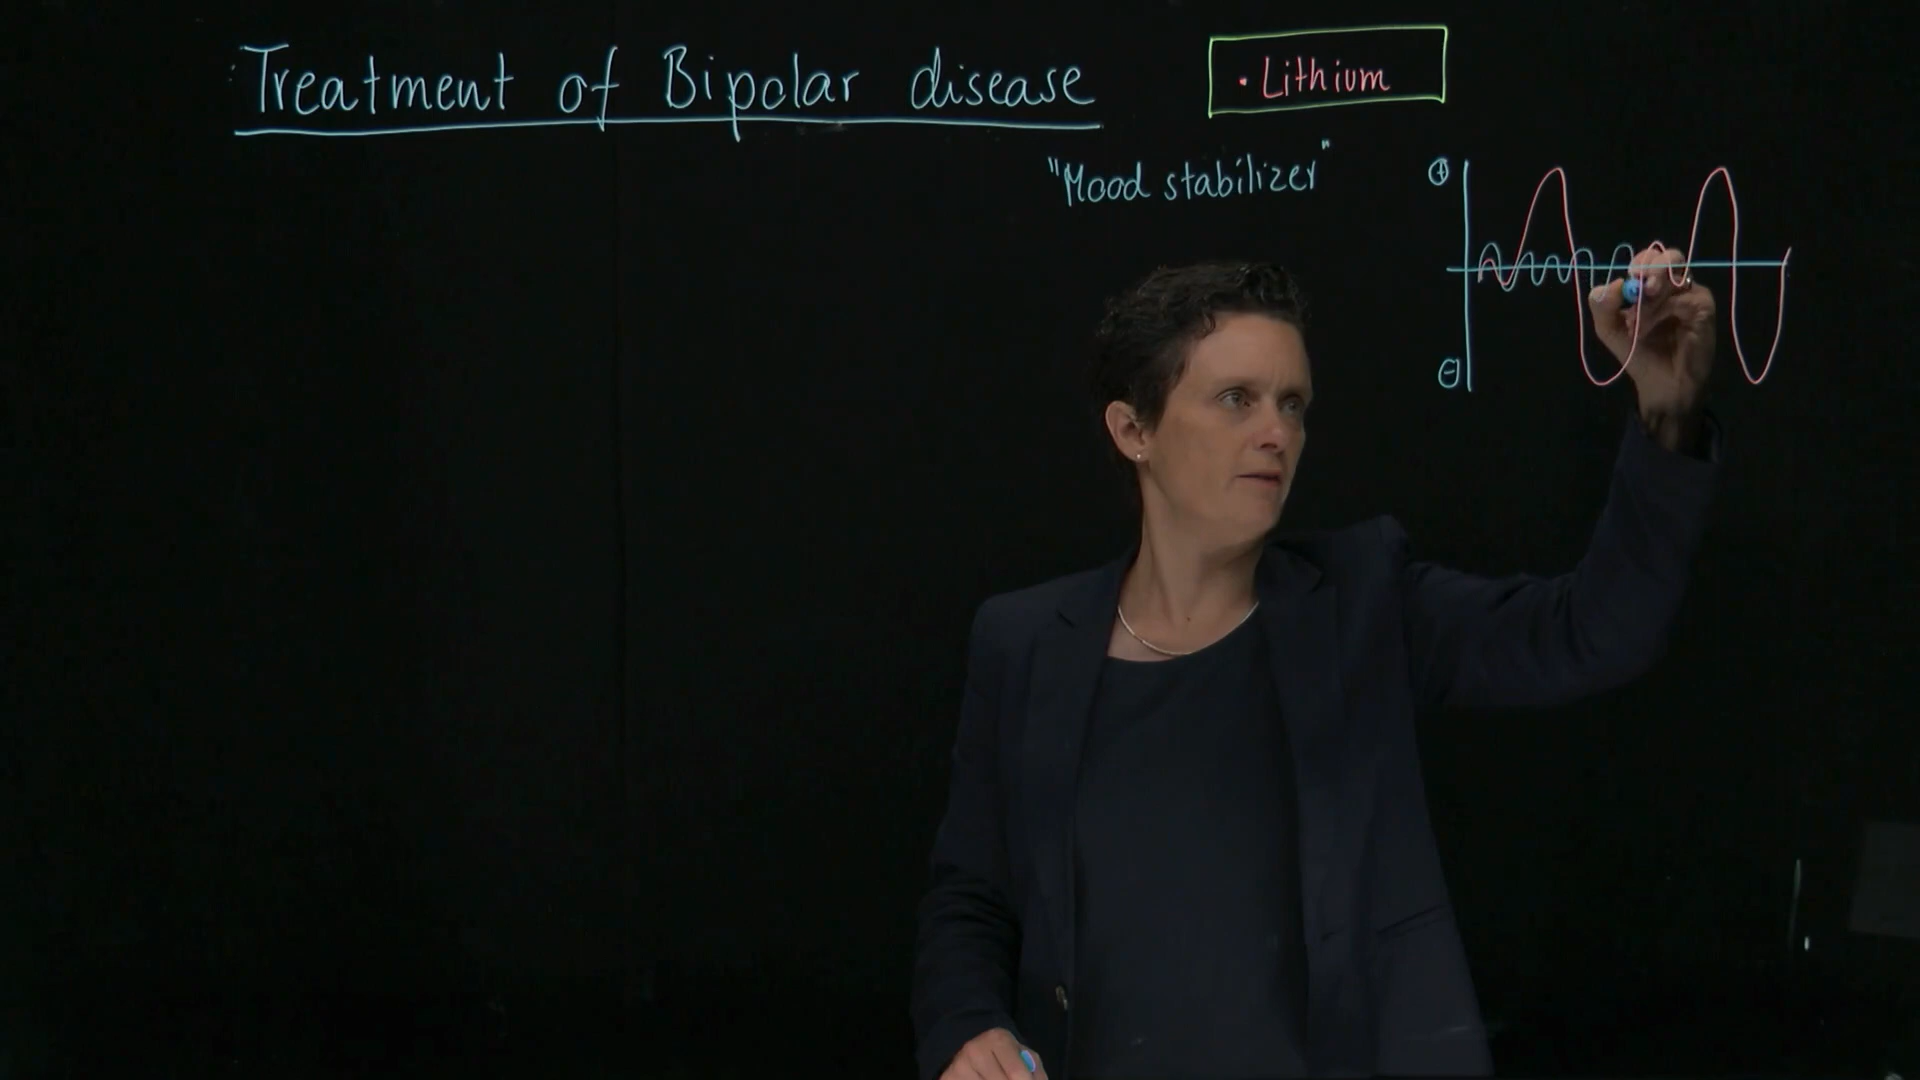 Treatment of Bipolar disease
• Lithium
"Mood stabilizer"
+
-